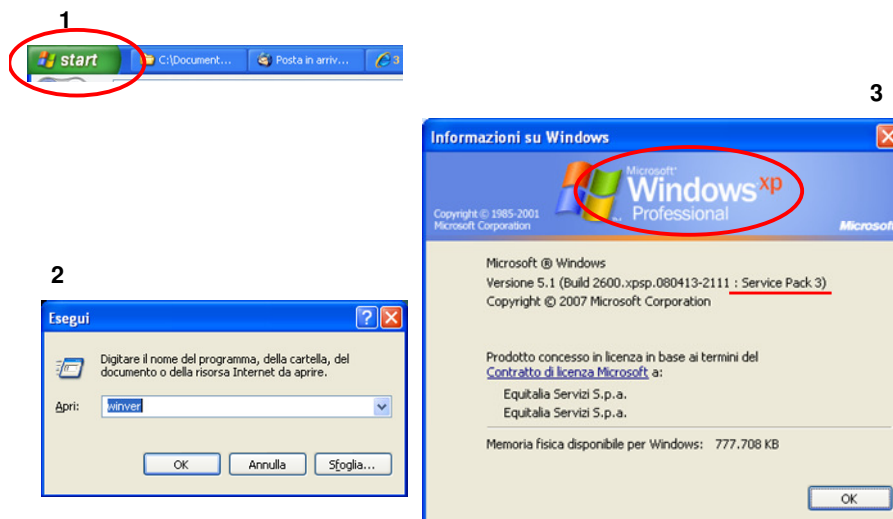 1
start
C:\Document...
Posta in arriv...
3
3
Informazioni su Windows
Copyright © 1985-2001
Microsoft Corporation
Microsoft®
Windows xp
Professional
Microsoft
Microsoft ® Windows
Versione 5.1 (Build 2600.xpsp.080413-2111 : Service Pack 3)
Copyright © 2007 Microsoft Corporation
Prodotto concesso in licenza in base ai termini del
Contratto di licenza Microsoft a:
Equitalia Servizi S.p.a.
Equitalia Servizi S.p.a.
Memoria fisica disponibile per Windows: 777.708 KB
OK
2
Esegui
Digitare il nome del programma, della cartella, del
documento o della risorsa Internet da aprire.
Apri: winver
OK Annulla Sfoglia...